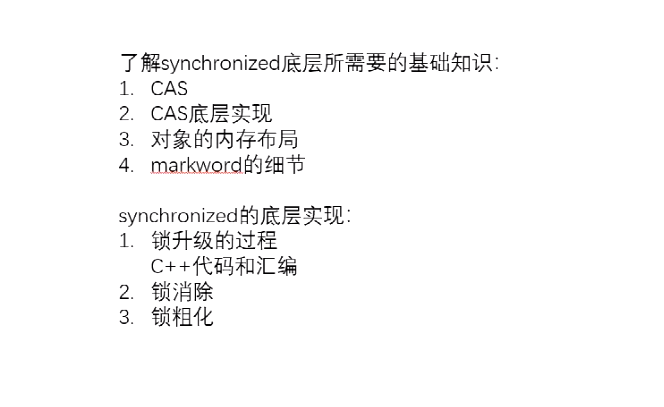 了解synchronized底层所需要的基础知识：
1. CAS
2. CAS底层实现
3. 对象的内存布局
4. markword的细节
synchronized的底层实现：
1. 锁升级的过程
C++代码和汇编
2. 锁消除
3. 锁粗化